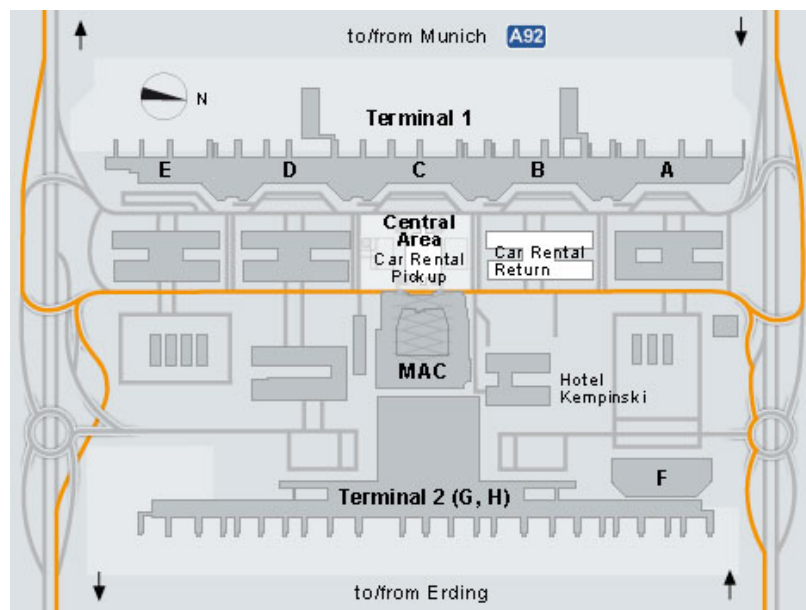 to/from Munich A92
N
Terminal 1
E D C B A
Central
Area
Car Rental
Pickup
Car Rental
Return
MAC
Hotel
Kempinski
F
Terminal 2 (G, H)
to/from Erding